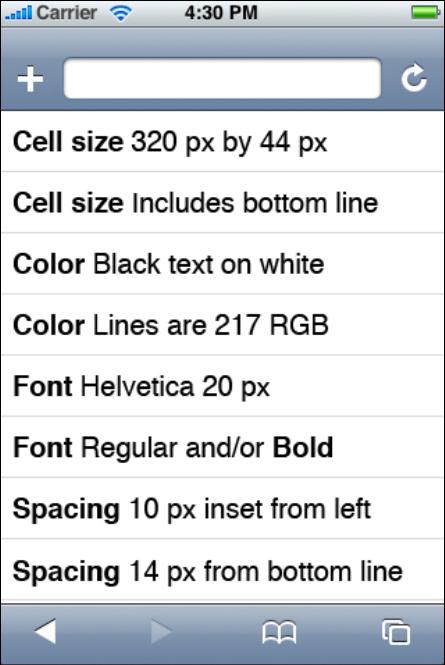 Carrier 4:30 PM
Cell size 320 px by 44 px
Cell size Includes bottom line
Color Black text on white
Color Lines are 217 RGB
Font Helvetica 20 px
Font Regular and/or Bold
Spacing 10 px inset from left
Spacing 14 px from bottom line